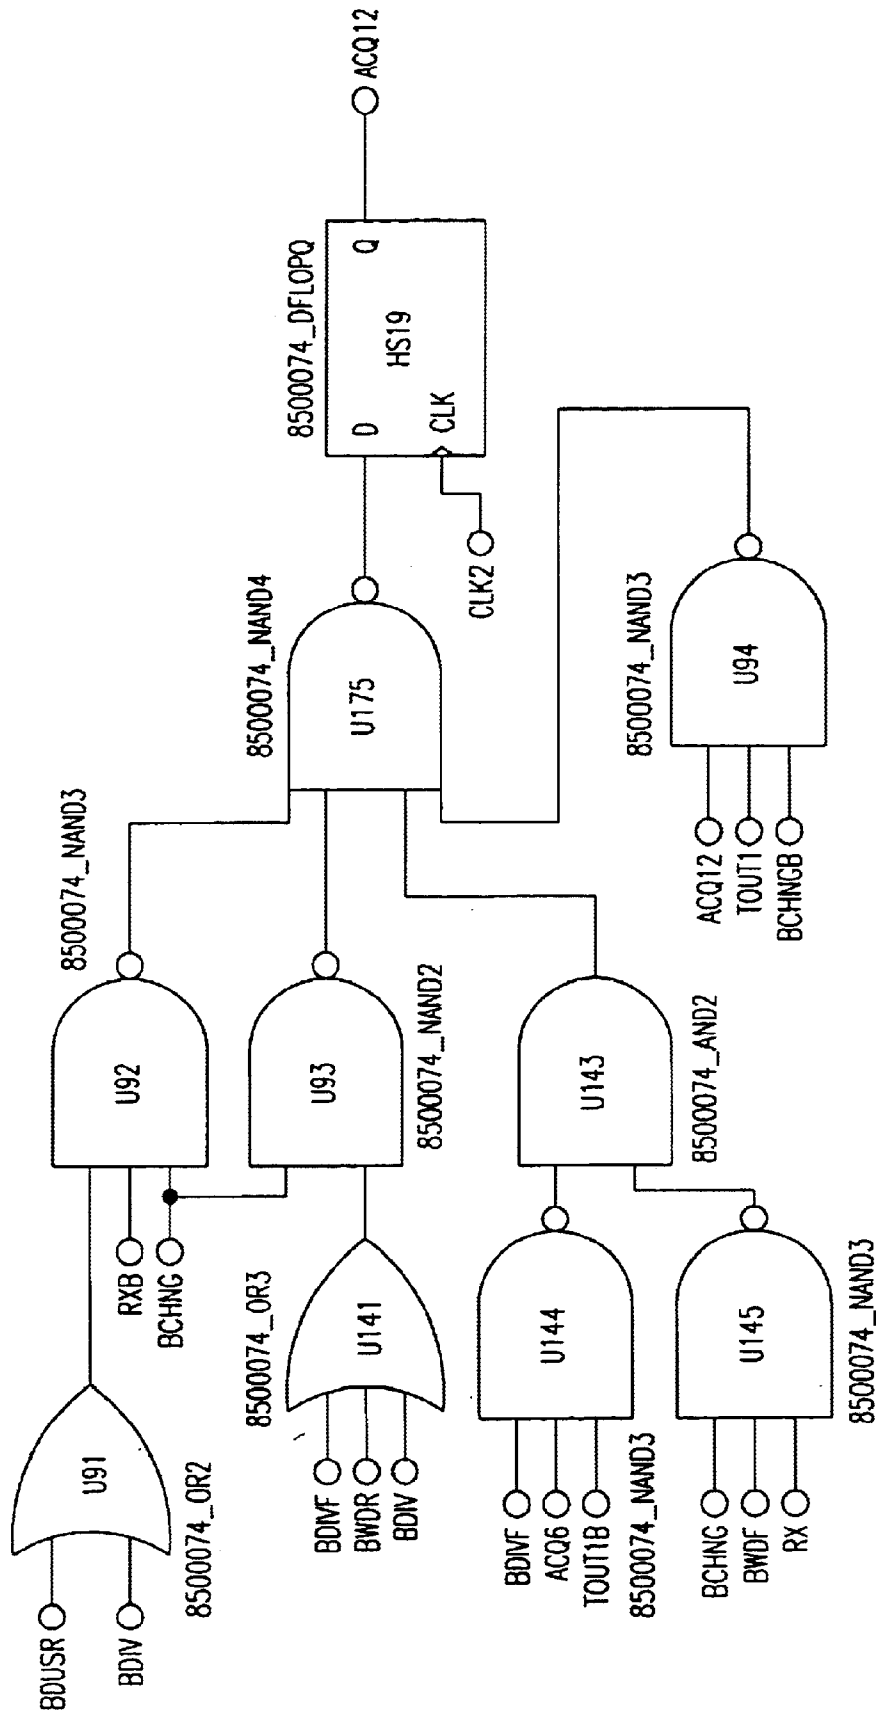 BDUSR
BDIV
U91
8500074_OR2
RXB
BCHNG
U92
8500074_NAND3
BDIVF
BWDR
BDIV
U141
8500074_OR3
U93
8500074_NAND2
BDIVF
ACQ6
TOUT1B
U144
8500074_NAND3
BCHNG
BWDF
RX
U145
8500074_NAND3
U143
8500074_AND2
8500074_NAND4
U175
ACQ12
TOUT1
BCHNGB
U94
8500074_NAND3
CLK2
8500074_DFLOPQ
D
Q
HS19
CLK
ACQ12